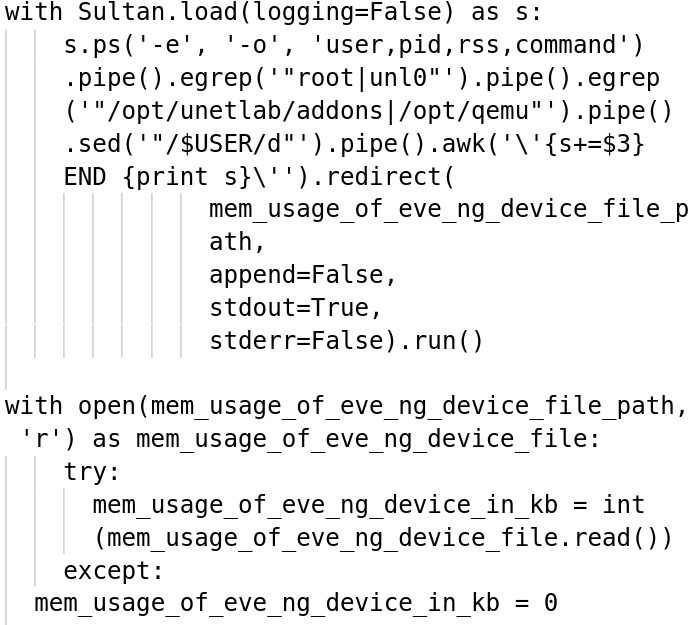 with Sultan.load(logging=False) as s:
s.ps('-e', '-o', 'user,pid,rss,command')
.pipe().egrep('"root|unl0"').pipe().egrep
('"/opt/unetlab/addons|/opt/qemu"').pipe()
.sed('"/$USER/d"').pipe().awk('\'{s+=$3}
END {print s}\'').redirect(
mem_usage_of_eve_ng_device_file_p
ath,
append=False,
stdout=True,
stderr=False).run()
with open(mem_usage_of_eve_ng_device_file_path,
'r') as mem_usage_of_eve_ng_device_file:
try:
mem_usage_of_eve_ng_device_in_kb = int
(mem_usage_of_eve_ng_device_file.read())
except:
mem_usage_of_eve_ng_device_in_kb = 0